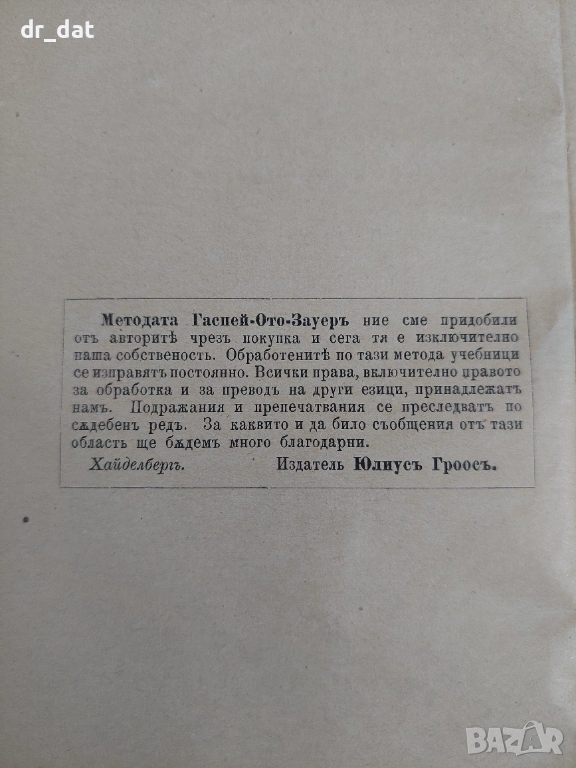 dr_dat
Методата Гаспей-Ото-Зауеръ ние сме придобили
отъ авторитѣ чрезъ покупка и сега тя е изключително
наша собственость. Обработенитѣ по тази метода учебници
се изправятъ постоянно. Всички права, включително правото
за обработка и за преводъ на други езици, принадлежатъ
намъ. Подражания и препечатвания се преследватъ по
сѫдебенъ редъ. За каквито и да било съобщения отъ тази
область ще бѫдемъ много благодарни.
Хайделбергъ. Издатель Юлиусъ Гроосъ.
BAZAR